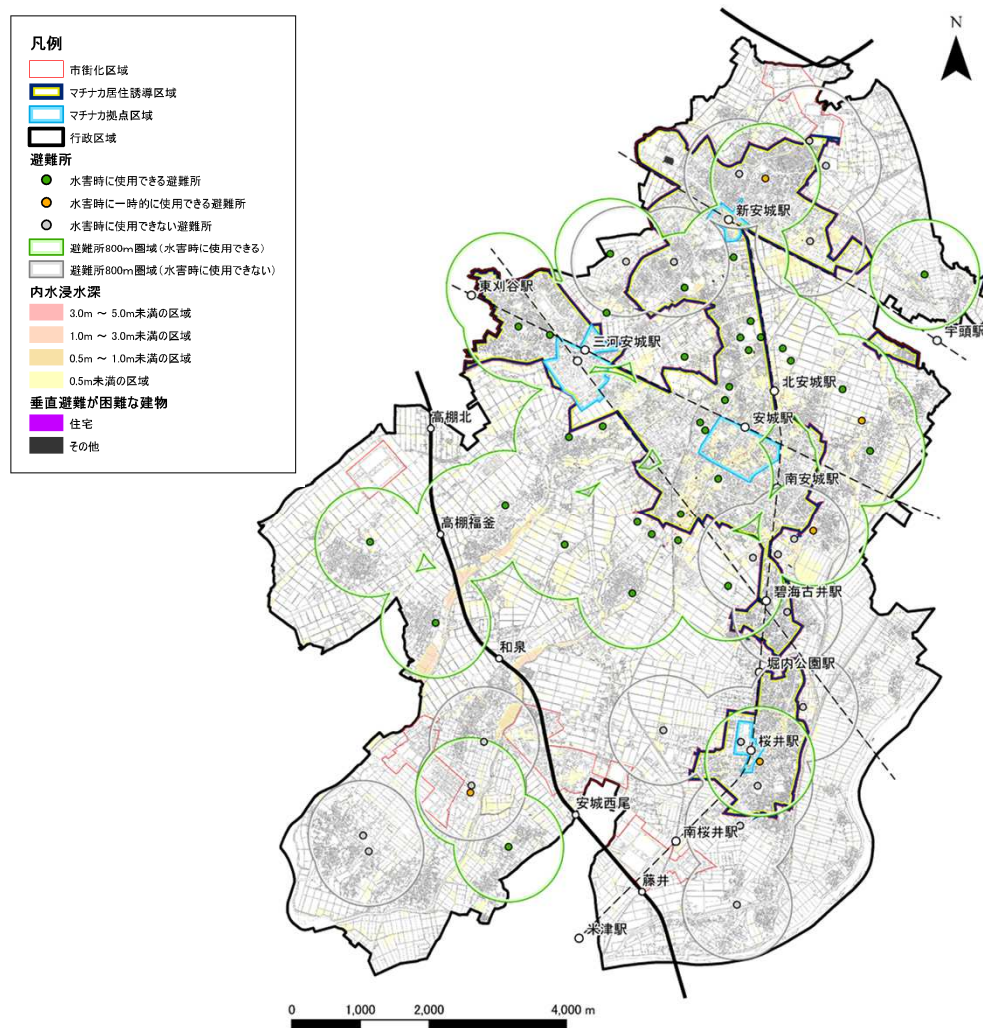 凡例
市街化区域
マチナカ居住誘導区域
マチナカ拠点区域
行政区域
避難所
水害時に使用できる避難所
水害時に一時的に使用できる避難所
水害時に使用できない避難所
避難所800m圏域(水害時に使用できる)
避難所800m圏域(水害時に使用できない)
内水浸水深
3.0m ～ 5.0m未満の区域
1.0m ～ 3.0m未満の区域
0.5m ～ 1.0m未満の区域
0.5m未満の区域
垂直避難が困難な建物
住宅
その他
N
新安城駅
東刈谷駅
宇頭駅
三河安城駅
北安城駅
高棚北
安城駅
南安城駅
高棚福釜
碧海古井駅
和泉
堀内公園駅
桜井駅
安城西尾
南桜井駅
藤井
米津駅
0 1,000 2,000 4,000 m